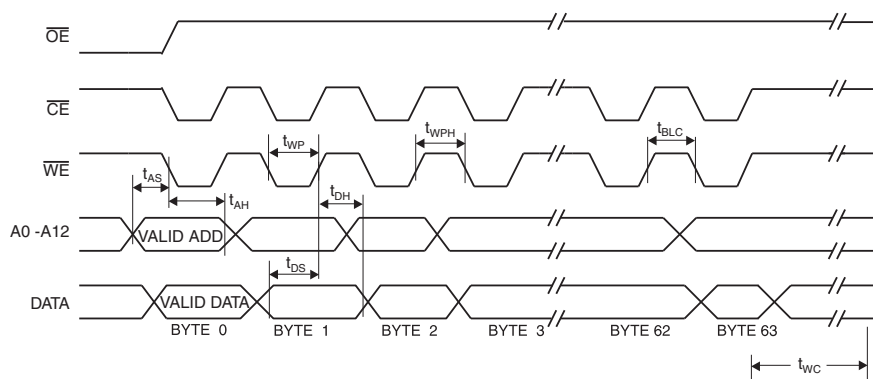 OE
CE
tWP
tWPH
tBLC
WE
tAS
tAH
tDH
A0 -A12
VALID ADD
tDS
DATA
VALID DATA
BYTE 0
BYTE 1
BYTE 2
BYTE 3
BYTE 62
BYTE 63
tWC